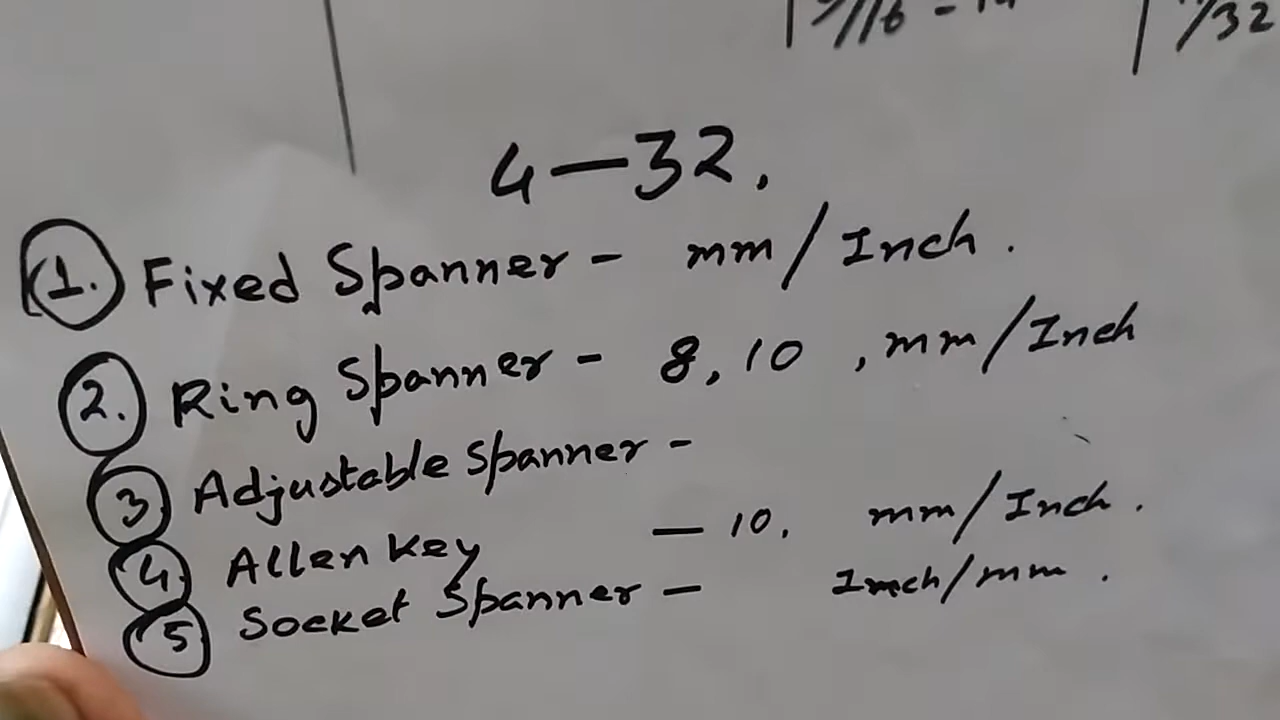 4-32.
1. Fixed Spanner - mm/Inch.
2. Ring Spanner - 8, 10, mm/Inch
3 Adjustable Spanner -
4. Allen Key - 10. mm/Inch.
5 Socket Spanner - Inch/mm.